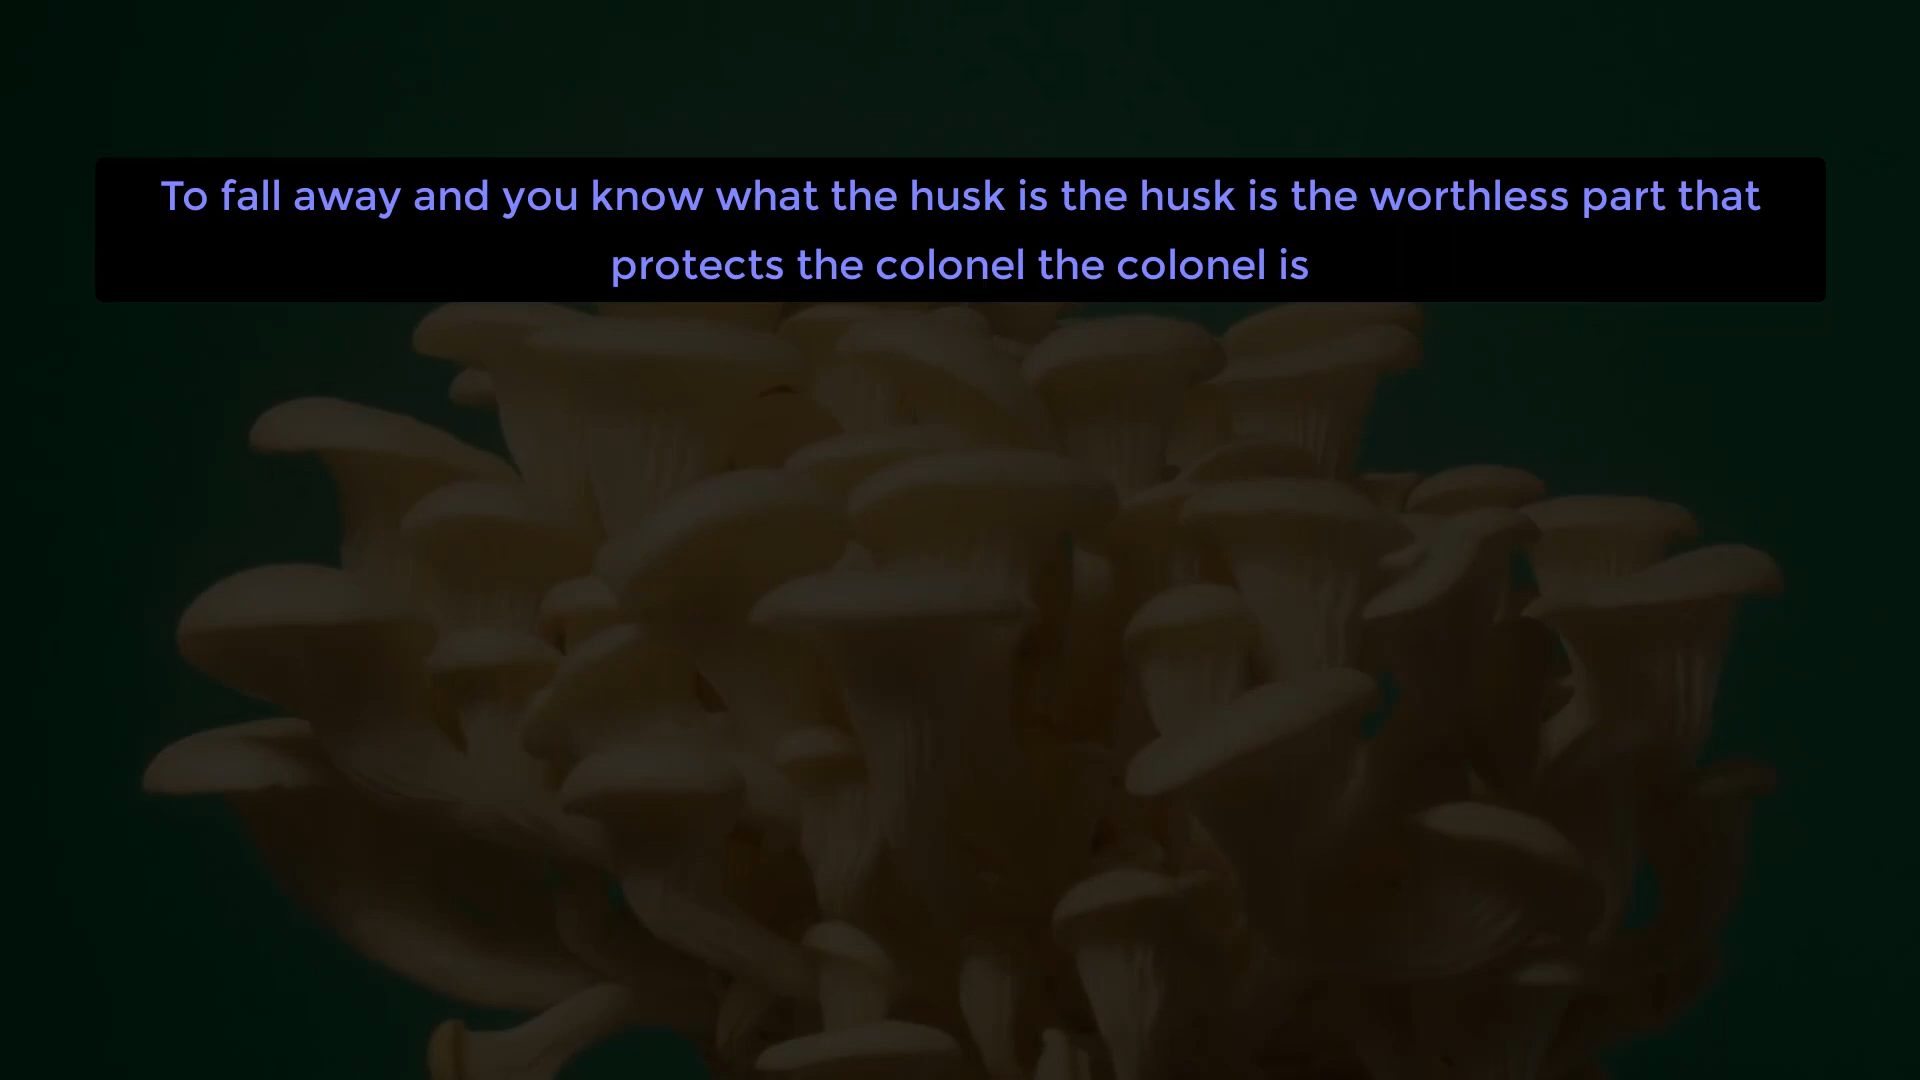 To fall away and you know what the husk is the husk is the worthless part that
protects the colonel the colonel is